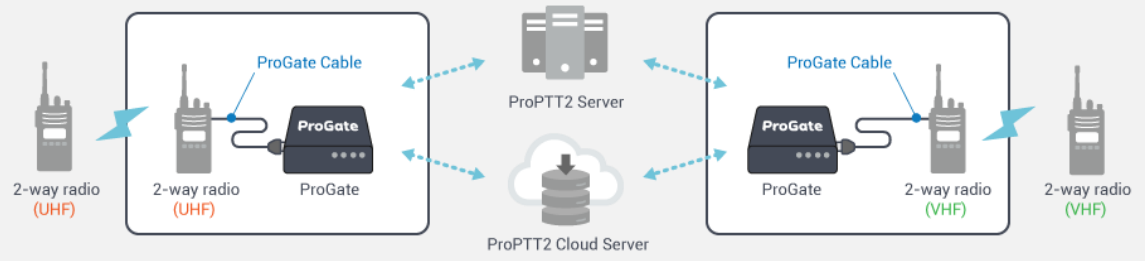 ProGate Cable
ProGate
2-way radio
(UHF)
2-way radio
(UHF)
ProGate
ProPTT2 Server
ProPTT2 Cloud Server
ProGate Cable
ProGate
ProGate
2-way radio
(VHF)
2-way radio
(VHF)